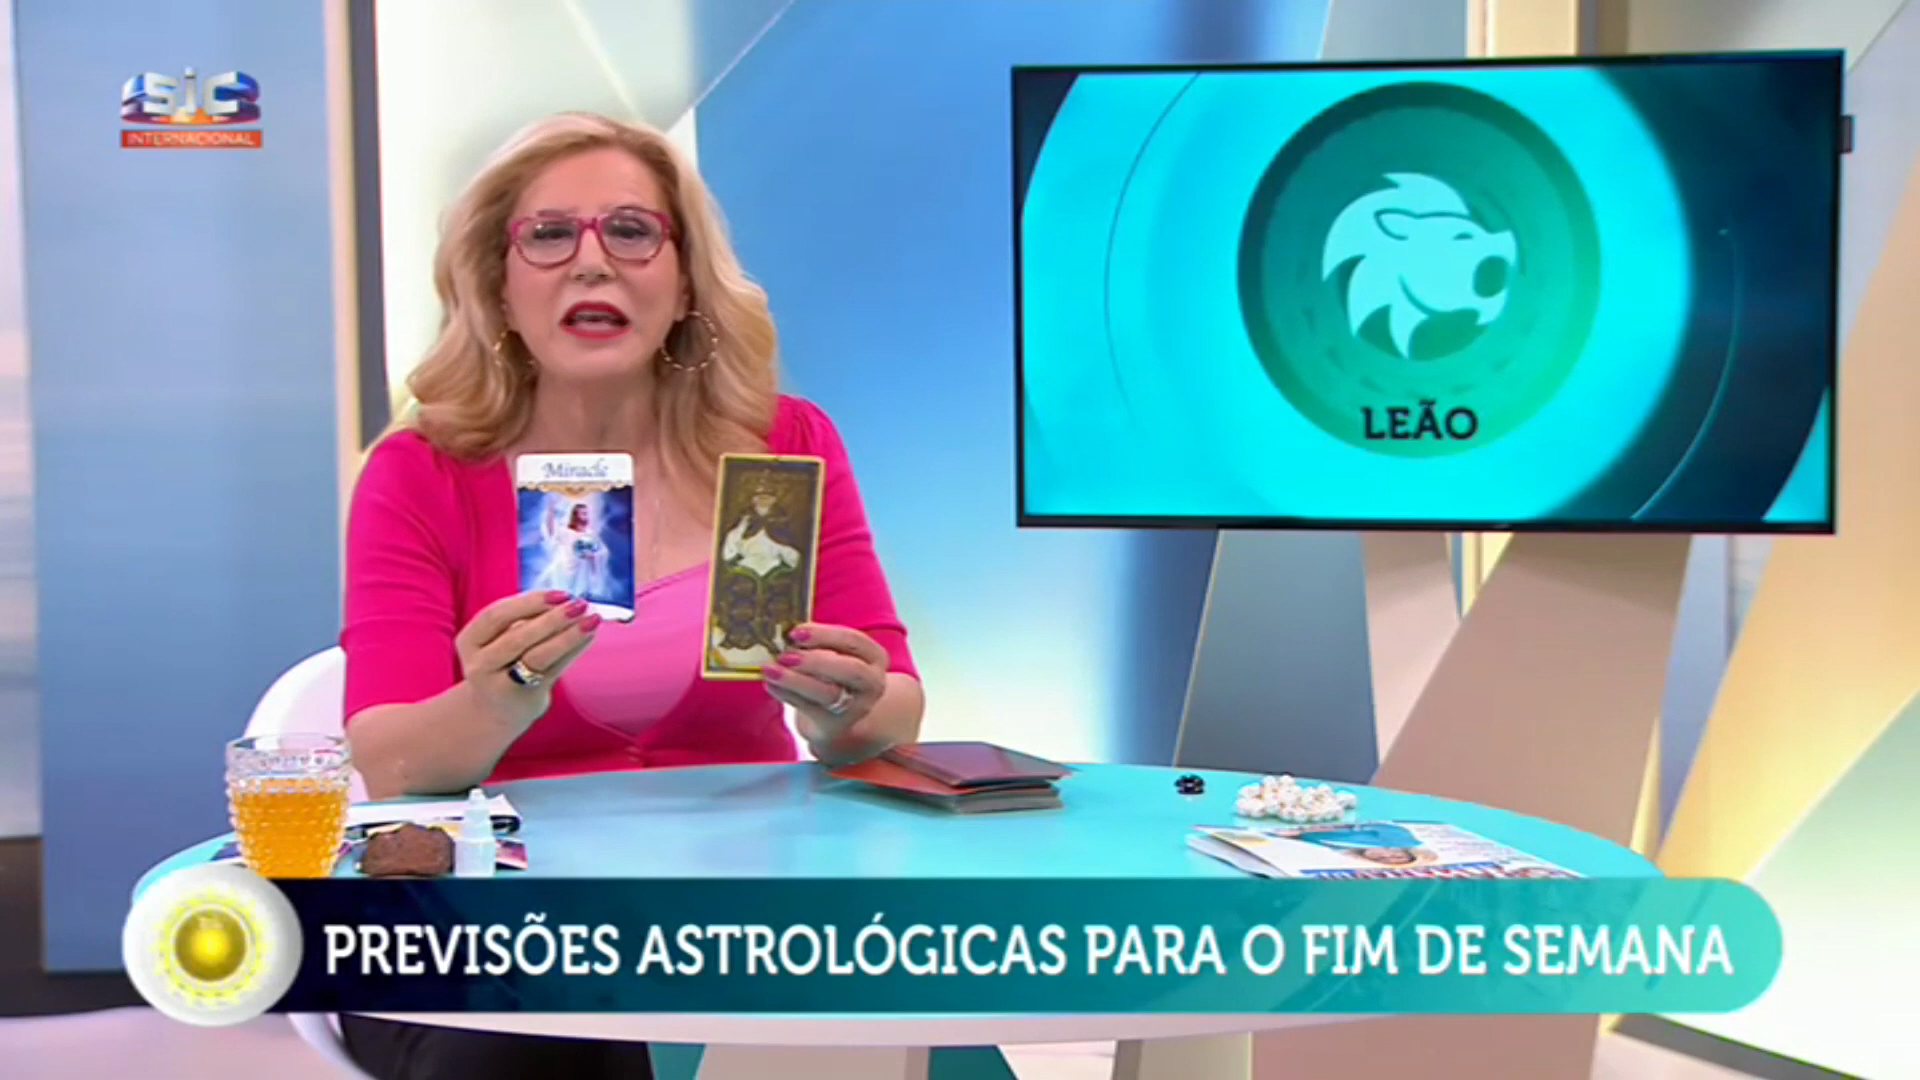 SIC
INTERNACIONAL
Miracle
LEÃO
PREVISÕES ASTROLÓGICAS PARA O FIM DE SEMANA